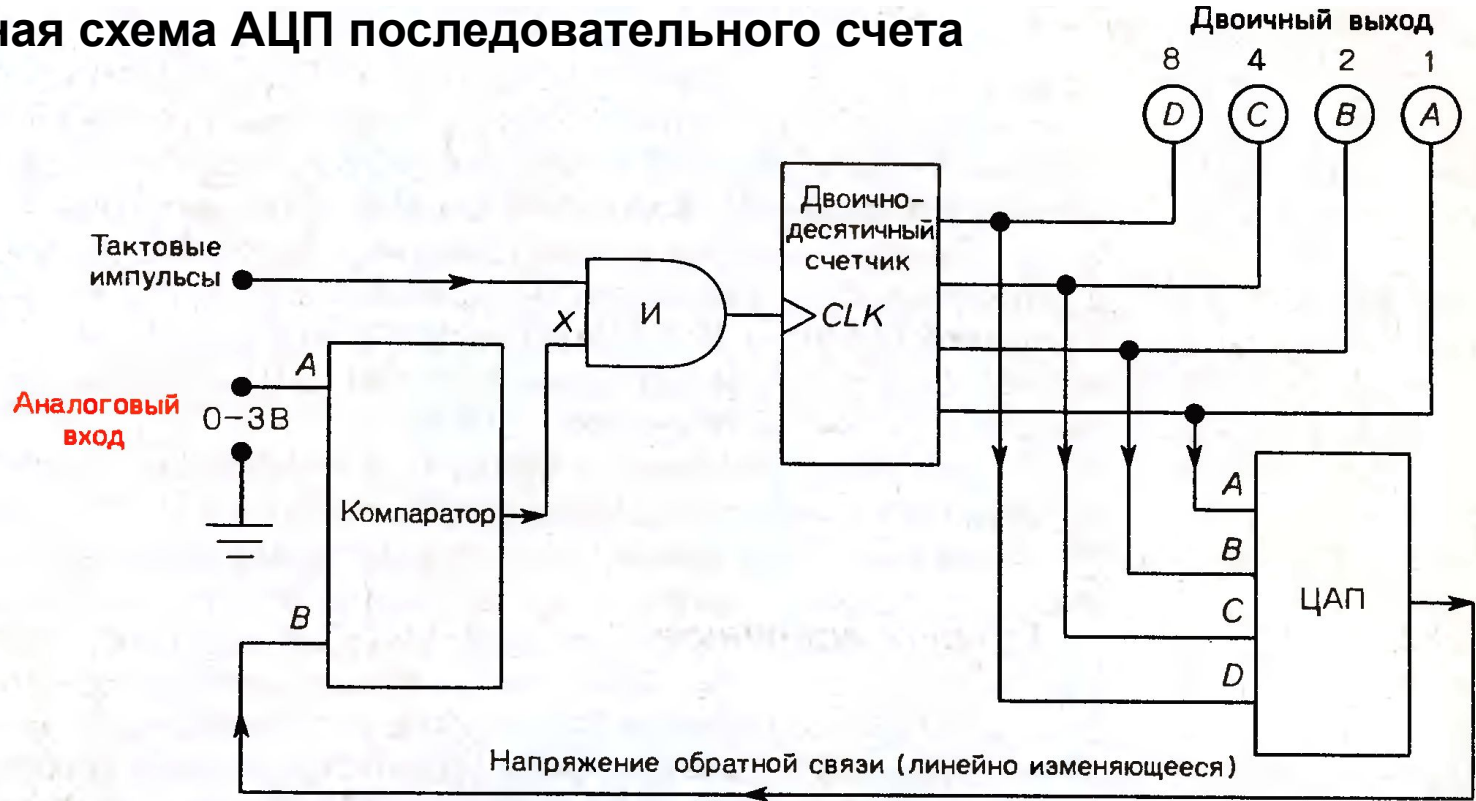 ная схема АЦП последовательного счета
Двоичный выход
8 4 2 1
D C B A
Тактовые
импульсы
X
И
Двоично-
десятичный
счетчик
CLK
A
Аналоговый
вход
0-3В
Компаратор
B
A
B
C
D
ЦАП
Напряжение обратной связи (линейно изменяющееся)